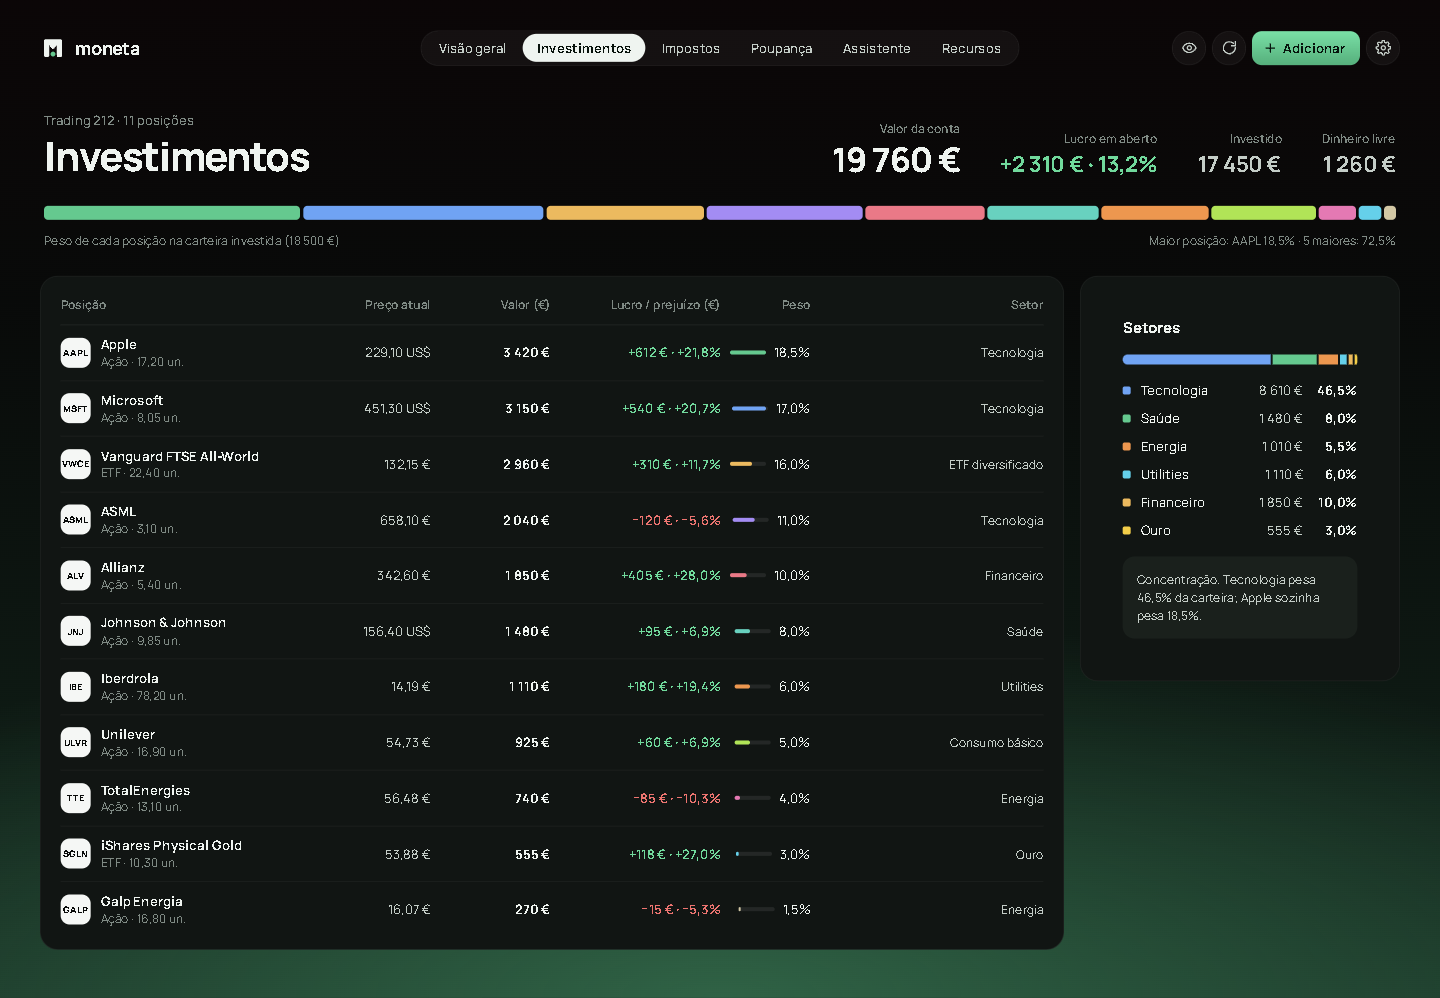 moneta
Visão geral Investimentos Impostos Poupança Assistente Recursos
+ Adicionar
Trading 212 · 11 posições
Investimentos
Valor da conta
19 760 €
Lucro em aberto
+2 310 € · 13,2%
Investido
17 450 €
Dinheiro livre
1 260 €
Peso de cada posição na carteira investida (18 500 €)
Maior posição: AAPL 18,5% · 5 maiores: 72,5%
Posição Preço atual Valor (€) Lucro / prejuízo (€) Peso Setor
AAPL Apple 229,10 US$ 3 420 € +612 € · +21,8% 18,5% Tecnologia
Ação · 17,20 un.
MSFT Microsoft 451,30 US$ 3 150 € +540 € · +20,7% 17,0% Tecnologia
Ação · 8,05 un.
VWCE Vanguard FTSE All-World 132,15 € 2 960 € +310 € · +11,7% 16,0% ETF diversificado
ETF · 22,40 un.
ASML ASML 658,10 € 2 040 € −120 € · −5,6% 11,0% Tecnologia
Ação · 3,10 un.
ALV Allianz 342,60 € 1 850 € +405 € · +28,0% 10,0% Financeiro
Ação · 5,40 un.
JNJ Johnson & Johnson 156,40 US$ 1 480 € +95 € · +6,9% 8,0% Saúde
Ação · 9,85 un.
IBE Iberdrola 14,19 € 1 110 € +180 € · +19,4% 6,0% Utilities
Ação · 78,20 un.
ULVR Unilever 54,73 € 925 € +60 € · +6,9% 5,0% Consumo básico
Ação · 16,90 un.
TTE TotalEnergies 56,48 € 740 € −85 € · −10,3% 4,0% Energia
Ação · 13,10 un.
SGLN iShares Physical Gold 53,88 € 555 € +118 € · +27,0% 3,0% Ouro
ETF · 10,30 un.
GALP Galp Energia 16,07 € 270 € −15 € · −5,3% 1,5% Energia
Ação · 16,80 un.
Setores
Tecnologia 8 610 € 46,5%
Saúde 1 480 € 8,0%
Energia 1 010 € 5,5%
Utilities 1 110 € 6,0%
Financeiro 1 850 € 10,0%
Ouro 555 € 3,0%
Concentração. Tecnologia pesa
46,5% da carteira; Apple sozinha
pesa 18,5%.